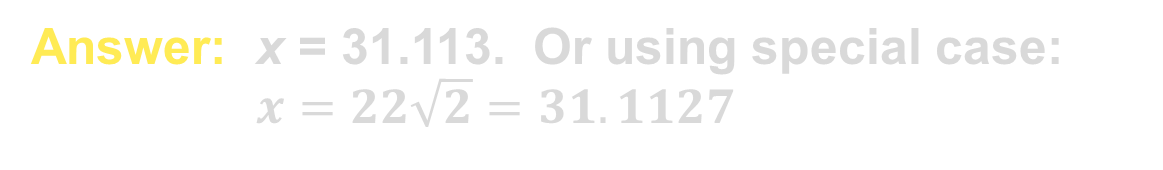 Answer: x = 31.113. Or using special case:
x = 22√2 = 31.1127